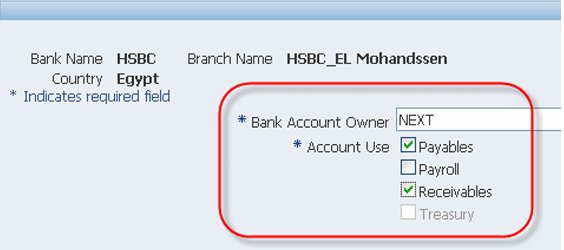 Bank Name HSBC Branch Name HSBC_EL Mohandssen
Country Egypt
* Indicates required field
* Bank Account Owner NEXT
* Account Use Payables
Payroll
Receivables
Treasury